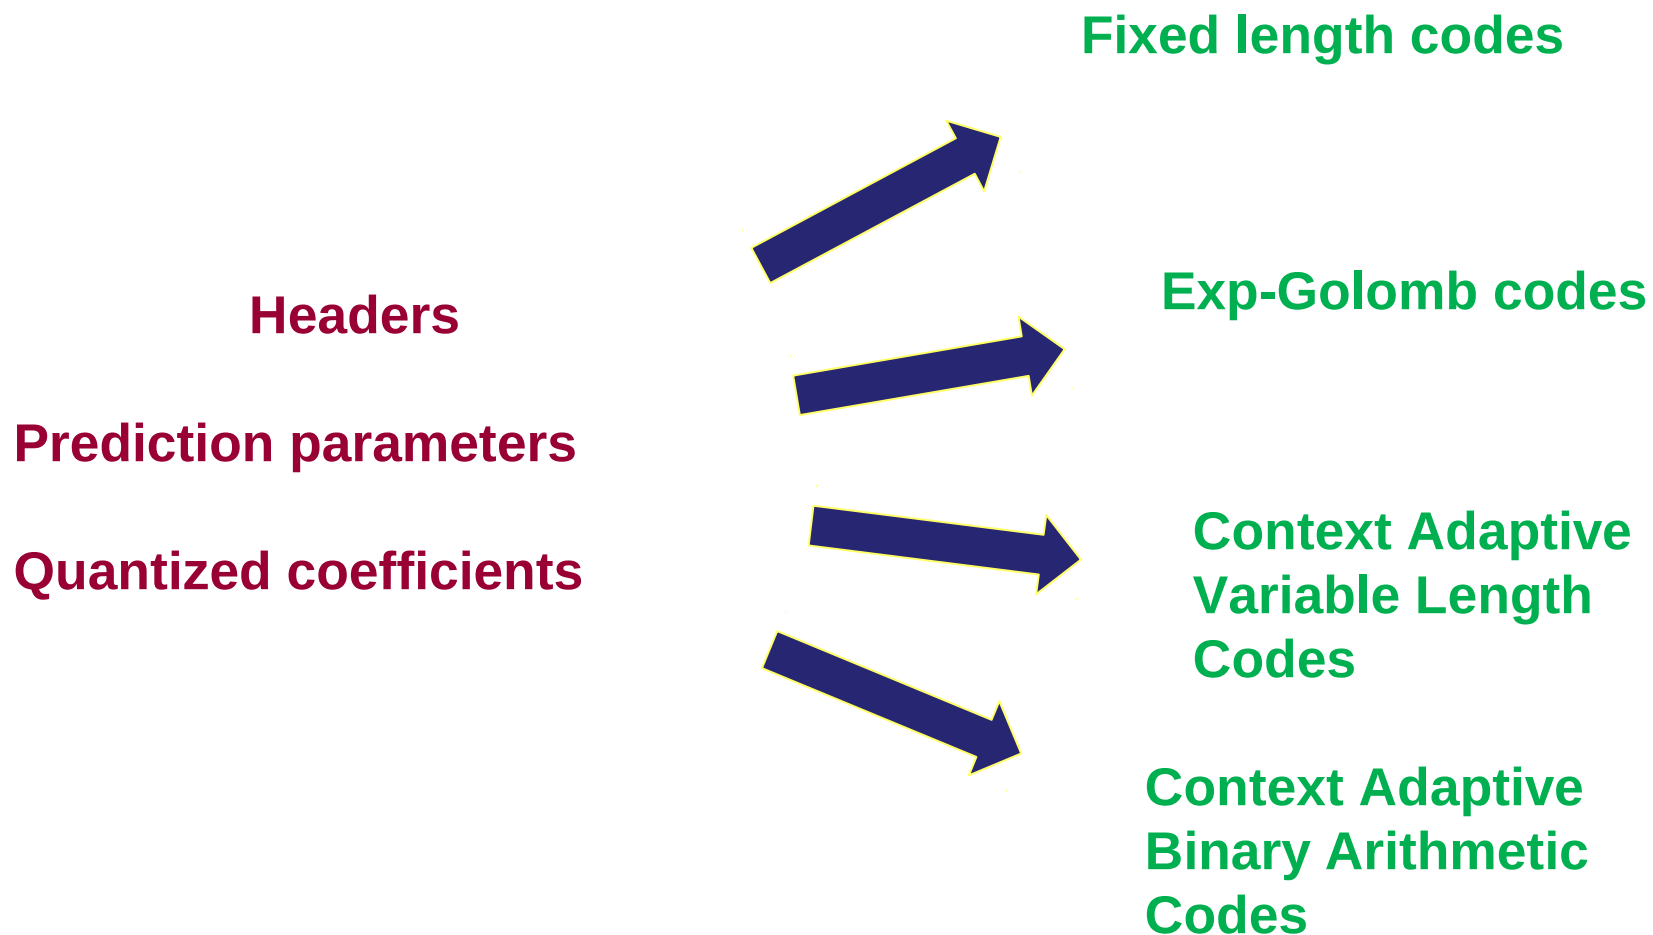 Fixed length codes
Headers
Prediction parameters
Quantized coefficients
Exp-Golomb codes
Context Adaptive
Variable Length
Codes
Context Adaptive
Binary Arithmetic
Codes